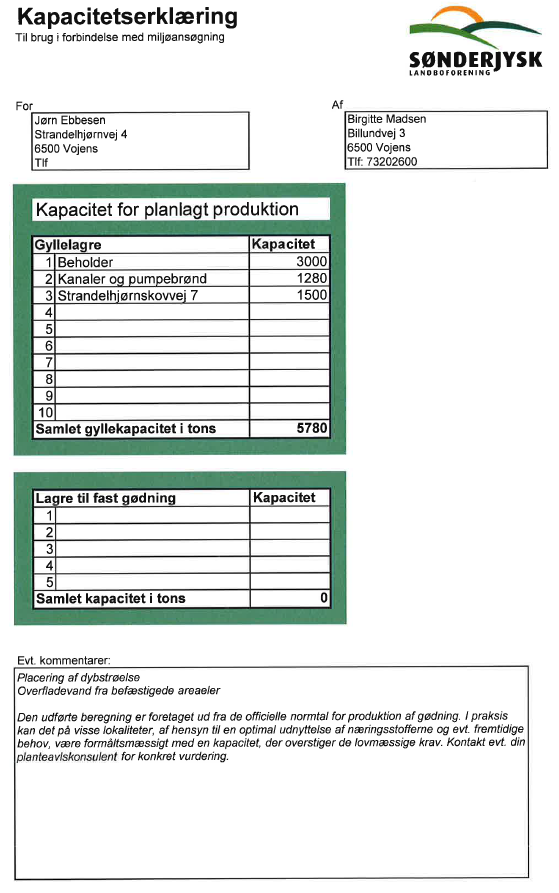 Kapacitetserklæring
Til brug i forbindelse med miljøansøgning
SØNDERJYSK
LANDBOFORENING
For
Jørn Ebbesen
Strandelhjørnvej 4
6500 Vojens
Tlf
Af
Birgitte Madsen
Billundvej 3
6500 Vojens
Tlf: 73202600
Kapacitet for planlagt produktion
Gyllelagre Kapacitet
1 Beholder 3000
2 Kanaler og pumpebrønd 1280
3 Strandelhjørnskovvej 7 1500
4
5
6
7
8
9
10
Samlet gyllekapacitet i tons 5780
Lagre til fast gødning Kapacitet
1
2
3
4
5
Samlet kapacitet i tons 0
Evt. kommentarer:
Placering af dybstrøelse
Overfladevand fra befæstigede areaeler
Den udførte beregning er foretaget ud fra de officielle normtal for produktion af gødning. I praksis
kan det på visse lokaliteter, af hensyn til en optimal udnyttelse af næringsstofferne og evt. fremtidige
behov, være formåltsmæssigt med en kapacitet, der overstiger de lovmæssige krav. Kontakt evt. din
planteavlskonsulent for konkret vurdering.